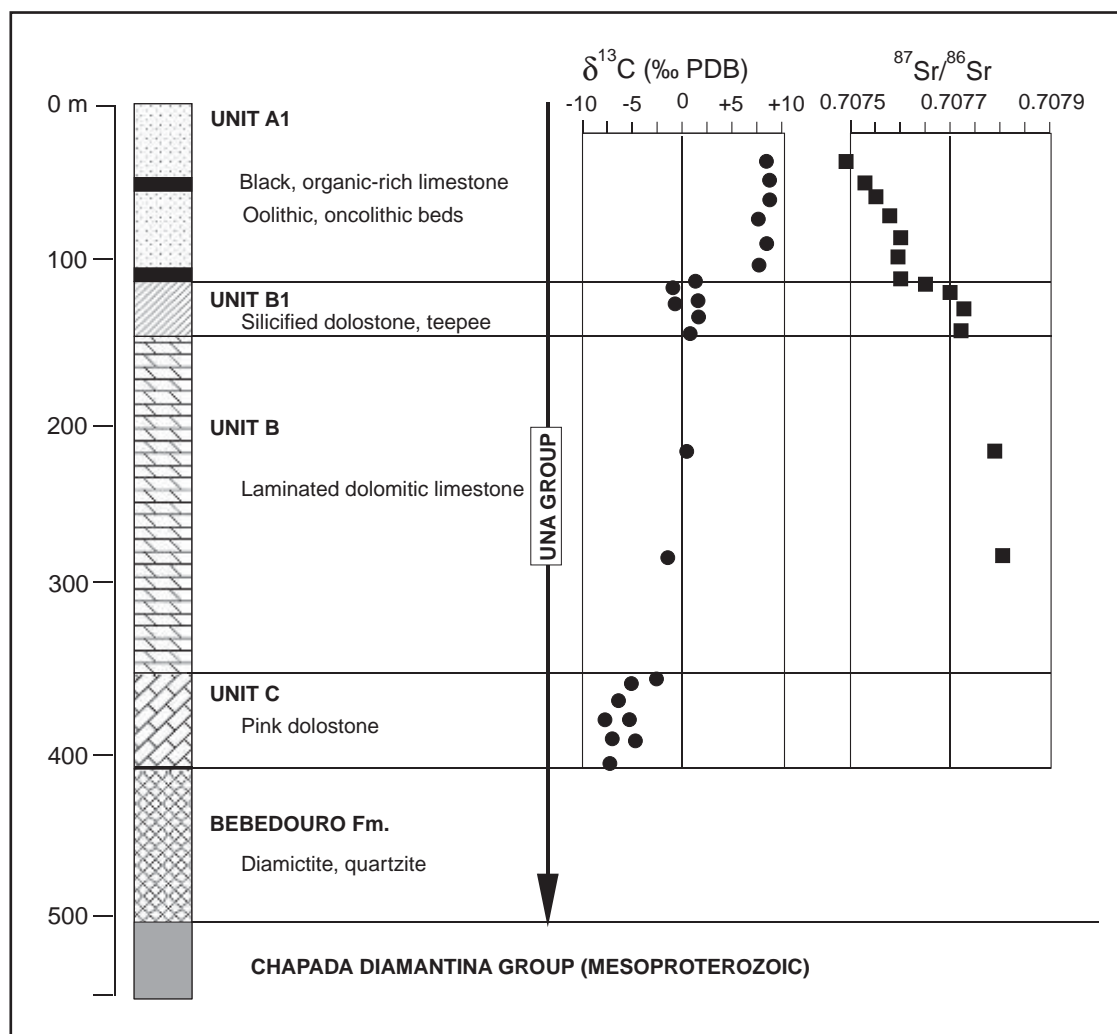 δ13C (‰ PDB)
87Sr/86Sr
-10 -5 0 +5 +10
0.7075 0.7077 0.7079
0 m
UNIT A1
Black, organic-rich limestone
Oolithic, oncolithic beds
100
UNIT B1
Silicified dolostone, teepee
200
UNIT B
Laminated dolomitic limestone
UNA GROUP
300
UNIT C
Pink dolostone
400
BEBEDOURO Fm.
Diamictite, quartzite
500
CHAPADA DIAMANTINA GROUP (MESOPROTEROZOIC)